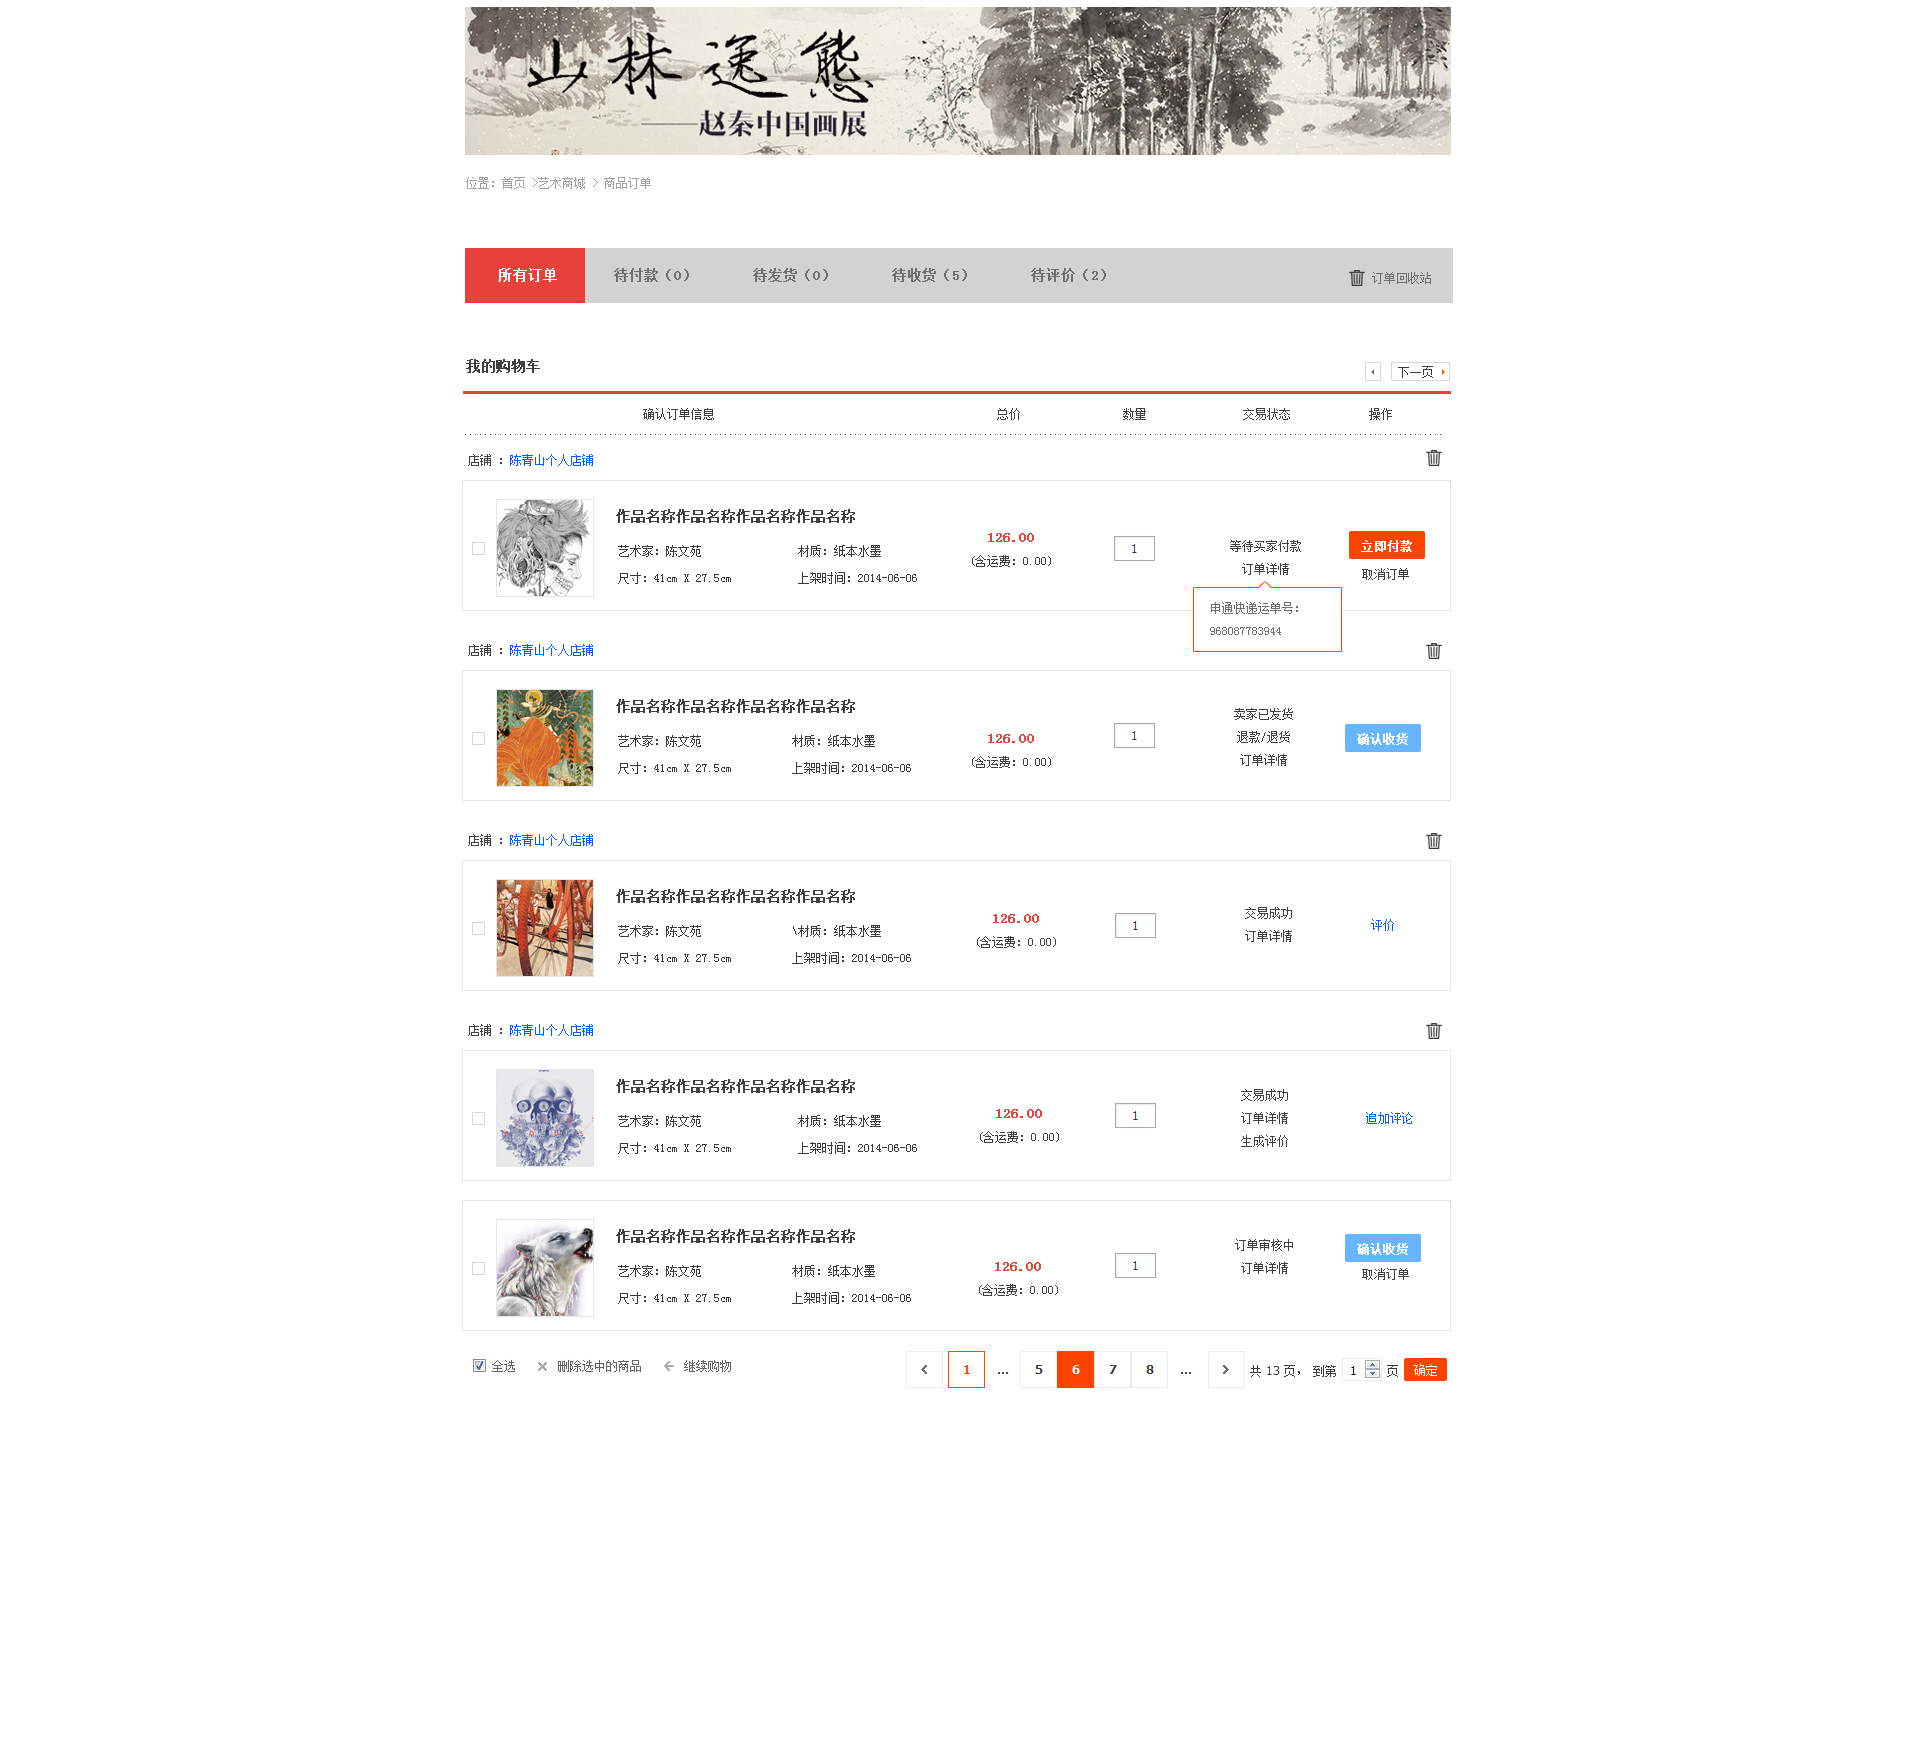 山林逸態
——赵秦中国画展
位置：首页 >艺术商城 > 商品订单
所有订单 待付款（0） 待发货（0） 待收货（5） 待评价（2） 订单回收站
我的购物车 下一页
确认订单信息 总价 数量 交易状态 操作
店铺 ：陈青山个人店铺
作品名称作品名称作品名称作品名称
艺术家：陈文苑 材质：纸本水墨
尺寸：41cm X 27.5cm 上架时间：2014-06-06
126.00
（含运费：0.00）
1
等待买家付款
订单详情
立即付款
取消订单
申通快递运单号：
968087783944
店铺 ：陈青山个人店铺
作品名称作品名称作品名称作品名称
艺术家：陈文苑 材质：纸本水墨
尺寸：41cm X 27.5cm 上架时间：2014-06-06
126.00
（含运费：0.00）
1
卖家已发货
退款/退货
订单详情
确认收货
店铺 ：陈青山个人店铺
作品名称作品名称作品名称作品名称
艺术家：陈文苑 \材质：纸本水墨
尺寸：41cm X 27.5cm 上架时间：2014-06-06
126.00
（含运费：0.00）
1
交易成功
订单详情
评价
店铺 ：陈青山个人店铺
作品名称作品名称作品名称作品名称
艺术家：陈文苑 材质：纸本水墨
尺寸：41cm X 27.5cm 上架时间：2014-06-06
126.00
（含运费：0.00）
1
交易成功
订单详情
生成评价
追加评论
作品名称作品名称作品名称作品名称
艺术家：陈文苑 材质：纸本水墨
尺寸：41cm X 27.5cm 上架时间：2014-06-06
126.00
（含运费：0.00）
1
订单审核中
订单详情
确认收货
取消订单
全选 删除选中的商品 继续购物 1 ... 5 6 7 8 ... 共 13 页， 到第 1 页 确定